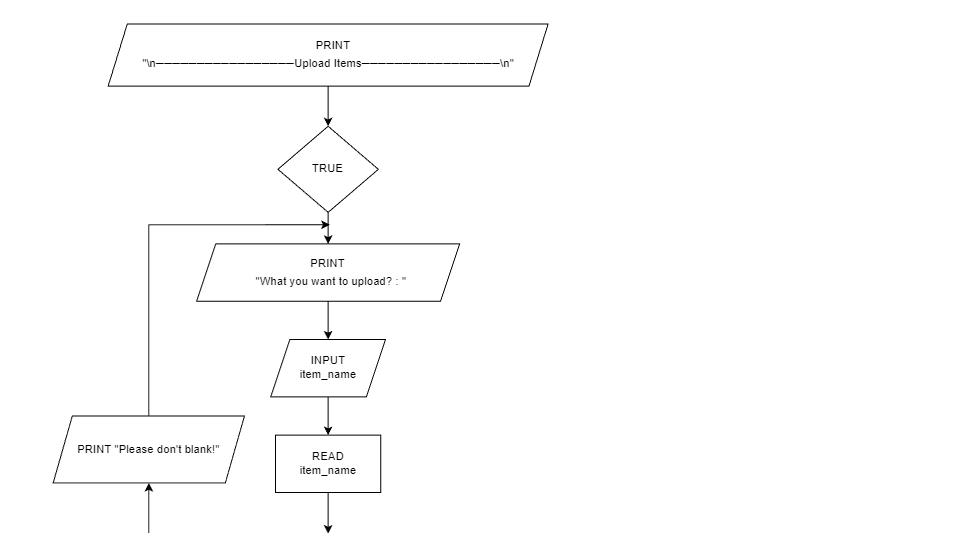 PRINT
"\n—————————————————Upload Items—————————————————\n"
TRUE
PRINT
"What you want to upload? : "
INPUT
item_name
PRINT "Please don't blank!"
READ
item_name